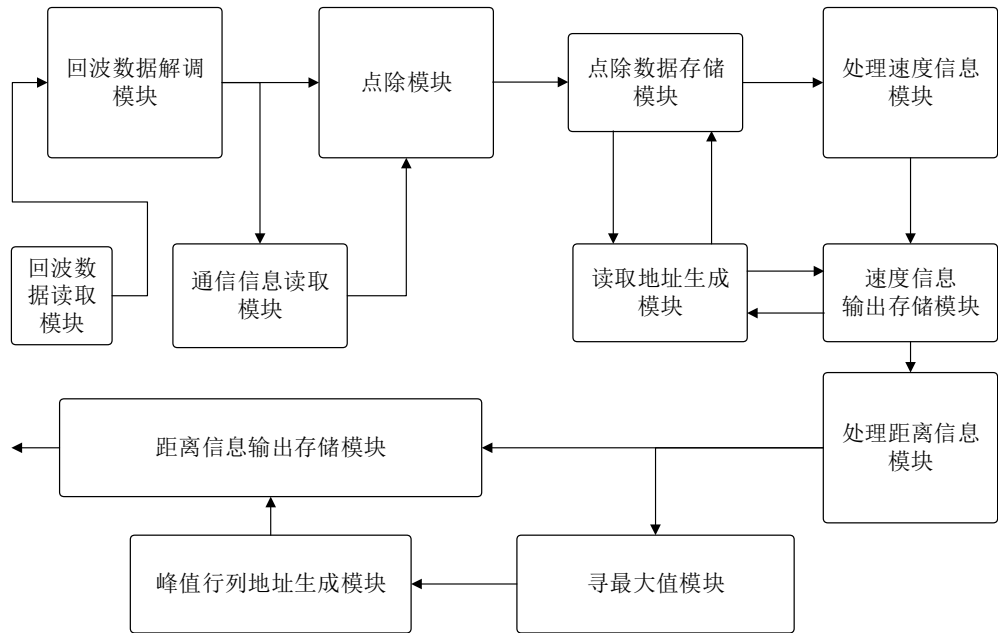 回波数据解调
模块
点除模块
点除数据存储
模块
处理速度信息
模块
回波数
据读取
模块
通信信息读取
模块
读取地址生成
模块
速度信息
输出存储模块
距离信息输出存储模块
处理距离信息
模块
峰值行列地址生成模块
寻最大值模块